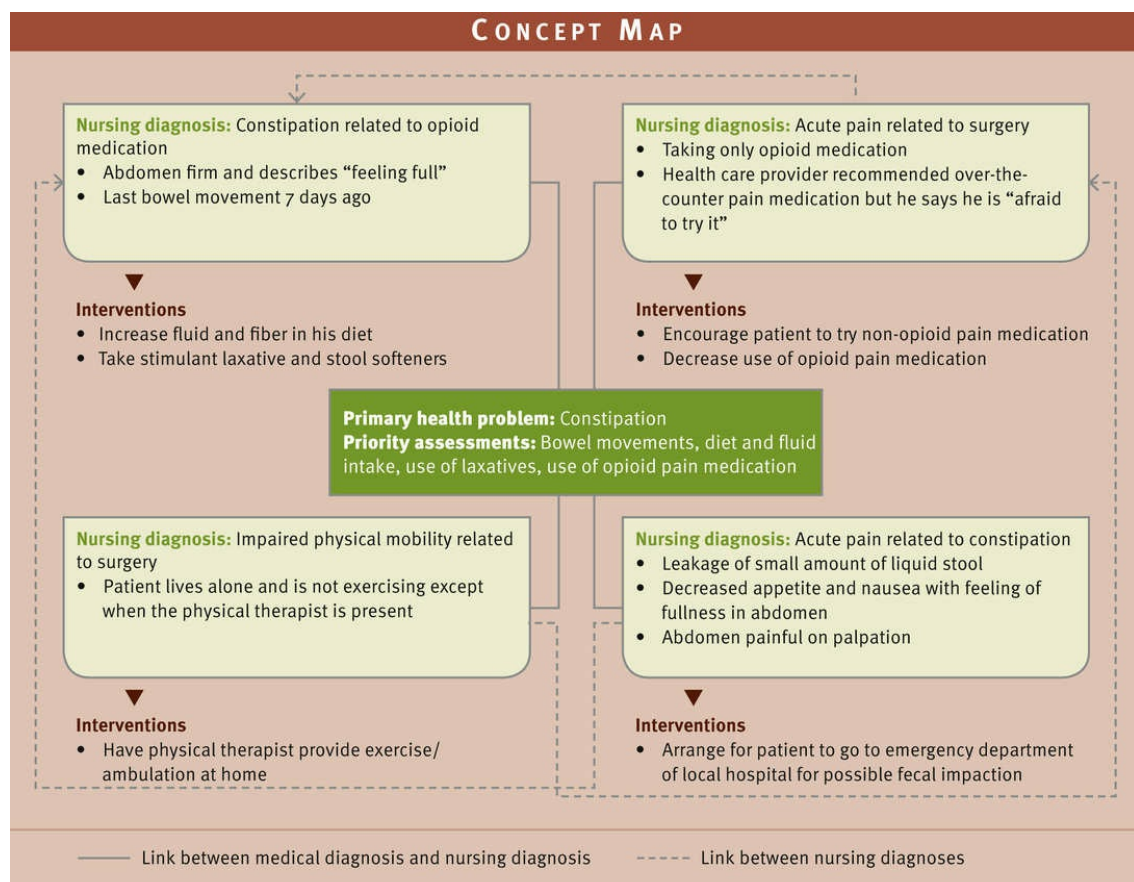 CONCEPT MAP
Nursing diagnosis: Constipation related to opioid
medication
• Abdomen firm and describes “feeling full”
• Last bowel movement 7 days ago
Interventions
• Increase fluid and fiber in his diet
• Take stimulant laxative and stool softeners
Nursing diagnosis: Acute pain related to surgery
• Taking only opioid medication
• Health care provider recommended over-the-
counter pain medication but he says he is “afraid
to try it”
Interventions
• Encourage patient to try non-opioid pain medication
• Decrease use of opioid pain medication
Primary health problem: Constipation
Priority assessments: Bowel movements, diet and fluid
intake, use of laxatives, use of opioid pain medication
Nursing diagnosis: Impaired physical mobility related
to surgery
• Patient lives alone and is not exercising except
when the physical therapist is present
Interventions
• Have physical therapist provide exercise/
ambulation at home
Nursing diagnosis: Acute pain related to constipation
• Leakage of small amount of liquid stool
• Decreased appetite and nausea with feeling of
fullness in abdomen
• Abdomen painful on palpation
Interventions
• Arrange for patient to go to emergency department
of local hospital for possible fecal impaction
Link between medical diagnosis and nursing diagnosis
Link between nursing diagnoses